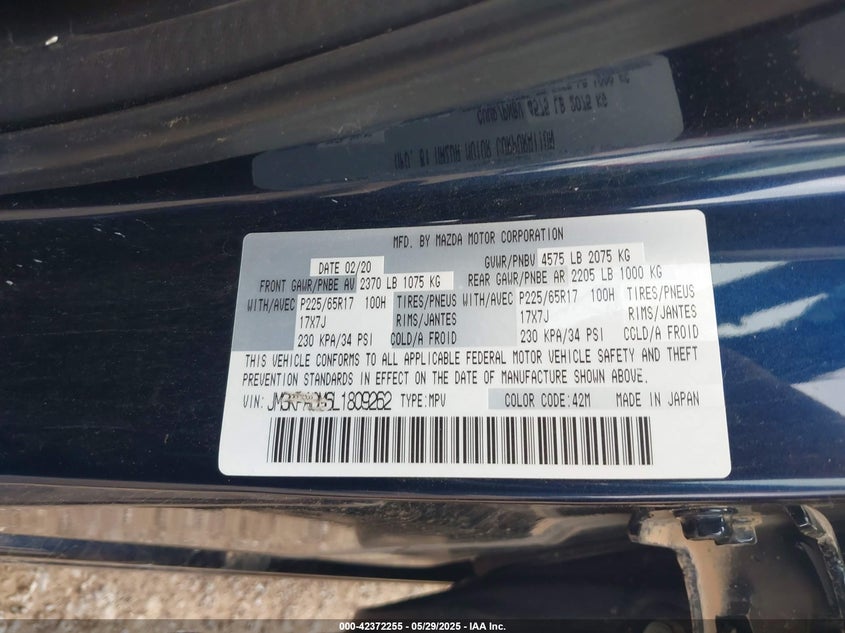 MFD. BY MAZDA MOTOR CORPORATION
DATE 02/20 GVWR/PNBV 4575 LB 2075 KG
FRONT GAWR/PNBE AV 2370 LB 1075 KG REAR GAWR/PNBE AR 2205 LB 1000 KG
WITH/AVEC P225/65R17 100H TIRES/PNEUS WITH/AVEC P225/65R17 100H TIRES/PNEUS
17X7J RIMS/JANTES 17X7J RIMS/JANTES
230 KPA/34 PSI COLD/A FROID 230 KPA/34 PSI COLD/A FROID
THIS VEHICLE CONFORMS TO ALL APPLICABLE FEDERAL MOTOR VEHICLE SAFETY AND THEFT
PREVENTION STANDARDS IN EFFECT ON THE DATE OF MANUFACTURE SHOWN ABOVE.
VIN: TYPE:MPV COLOR CODE:42M MADE IN JAPAN
000-42372255 - 05/29/2025 - IAA Inc.